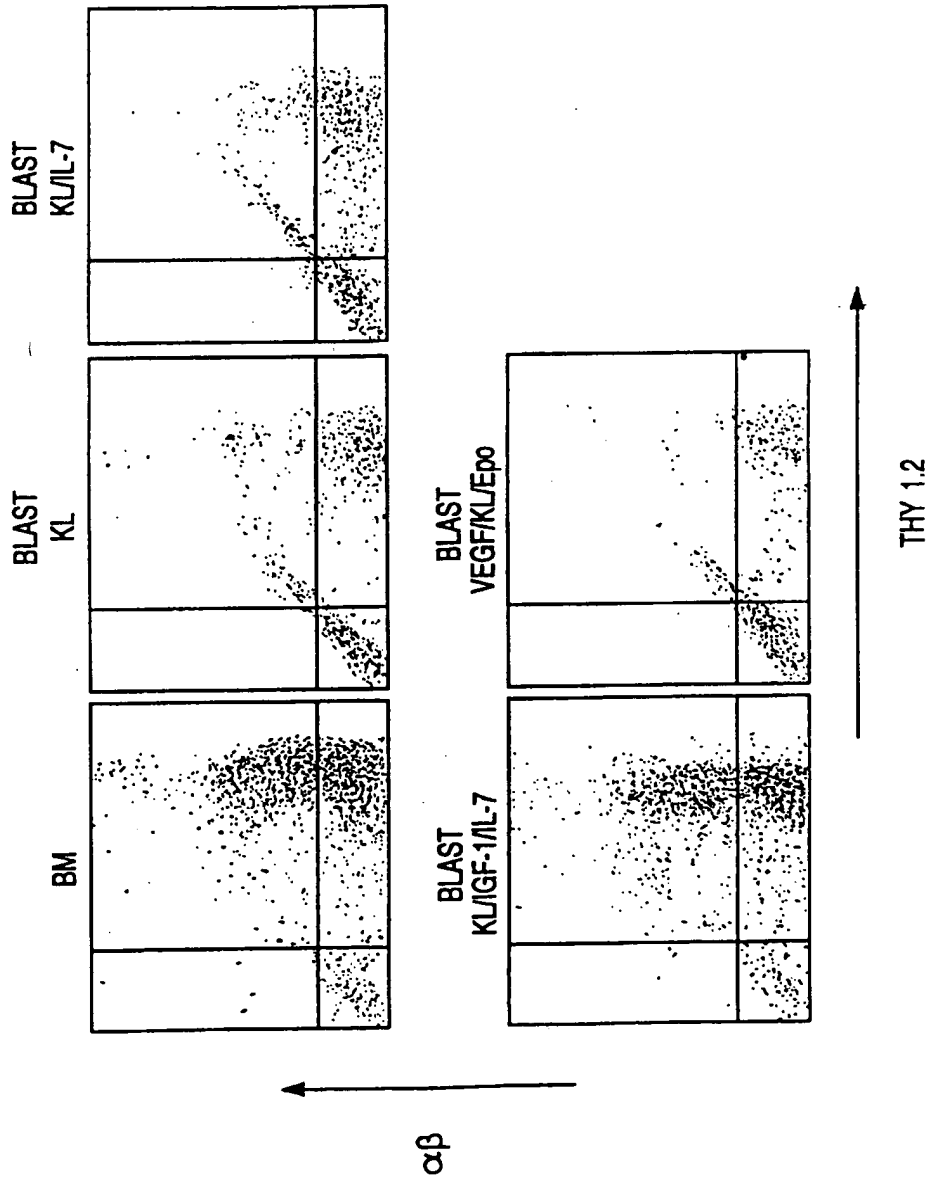 BM
BLAST
KL
BLAST
KL/IL-7
BLAST
KL/IGF-1/IL-7
BLAST
VEGF/KL/Epo
αβ
THY 1.2